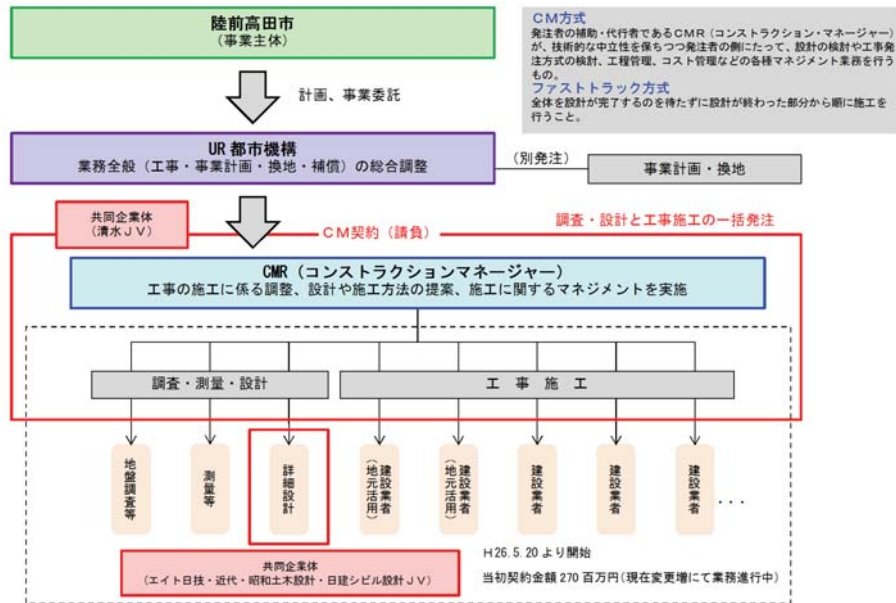 陸前高田市
(事業主体)
CM方式
発注者の補助・代行者であるCMR(コンストラクション・マネージャー)
が、技術的な中立性を保ちつつ発注者の側にたって、設計の検討や工事発
注方式の検討、工程管理、コスト管理などの各種マネジメント業務を行う
もの。
ファストトラック方式
全体を設計が完了するのを待たずに設計が終わった部分から順に施工を
行うこと。
計画、事業委託
UR都市機構
業務全般(工事・事業計画・換地・補償)の総合調整
(別発注)
事業計画・換地
共同企業体
(清水JV)
CM契約(請負)
調査・設計と工事施工の一括発注
CMR(コンストラクションマネージャー)
工事の施工に係る調整、設計や施工方法の提案、施工に関するマネジメントを実施
調査・測量・設計
工事施工
地盤調査等
測量等
詳細設計
建設業者
(地元活用)
建設業者
(地元活用)
建設業者
建設業者
建設業者
・・・
共同企業体
(エイト日技・近代・昭和土木設計・日建シビル設計JV)
H26.5.20より開始
当初契約金額270百万円(現在変更増にて業務進行中)